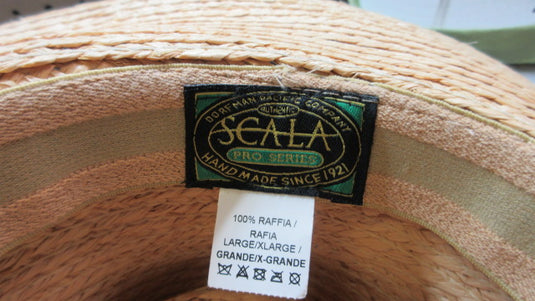 DORFMAN PACIFIC COMPANY
AUTHENTIC
SCALA
PRO SERIES
HAND MADE SINCE 1921
100% RAFFIA /
RAFIA
LARGE/XLARGE /
GRANDE/X-GRANDE